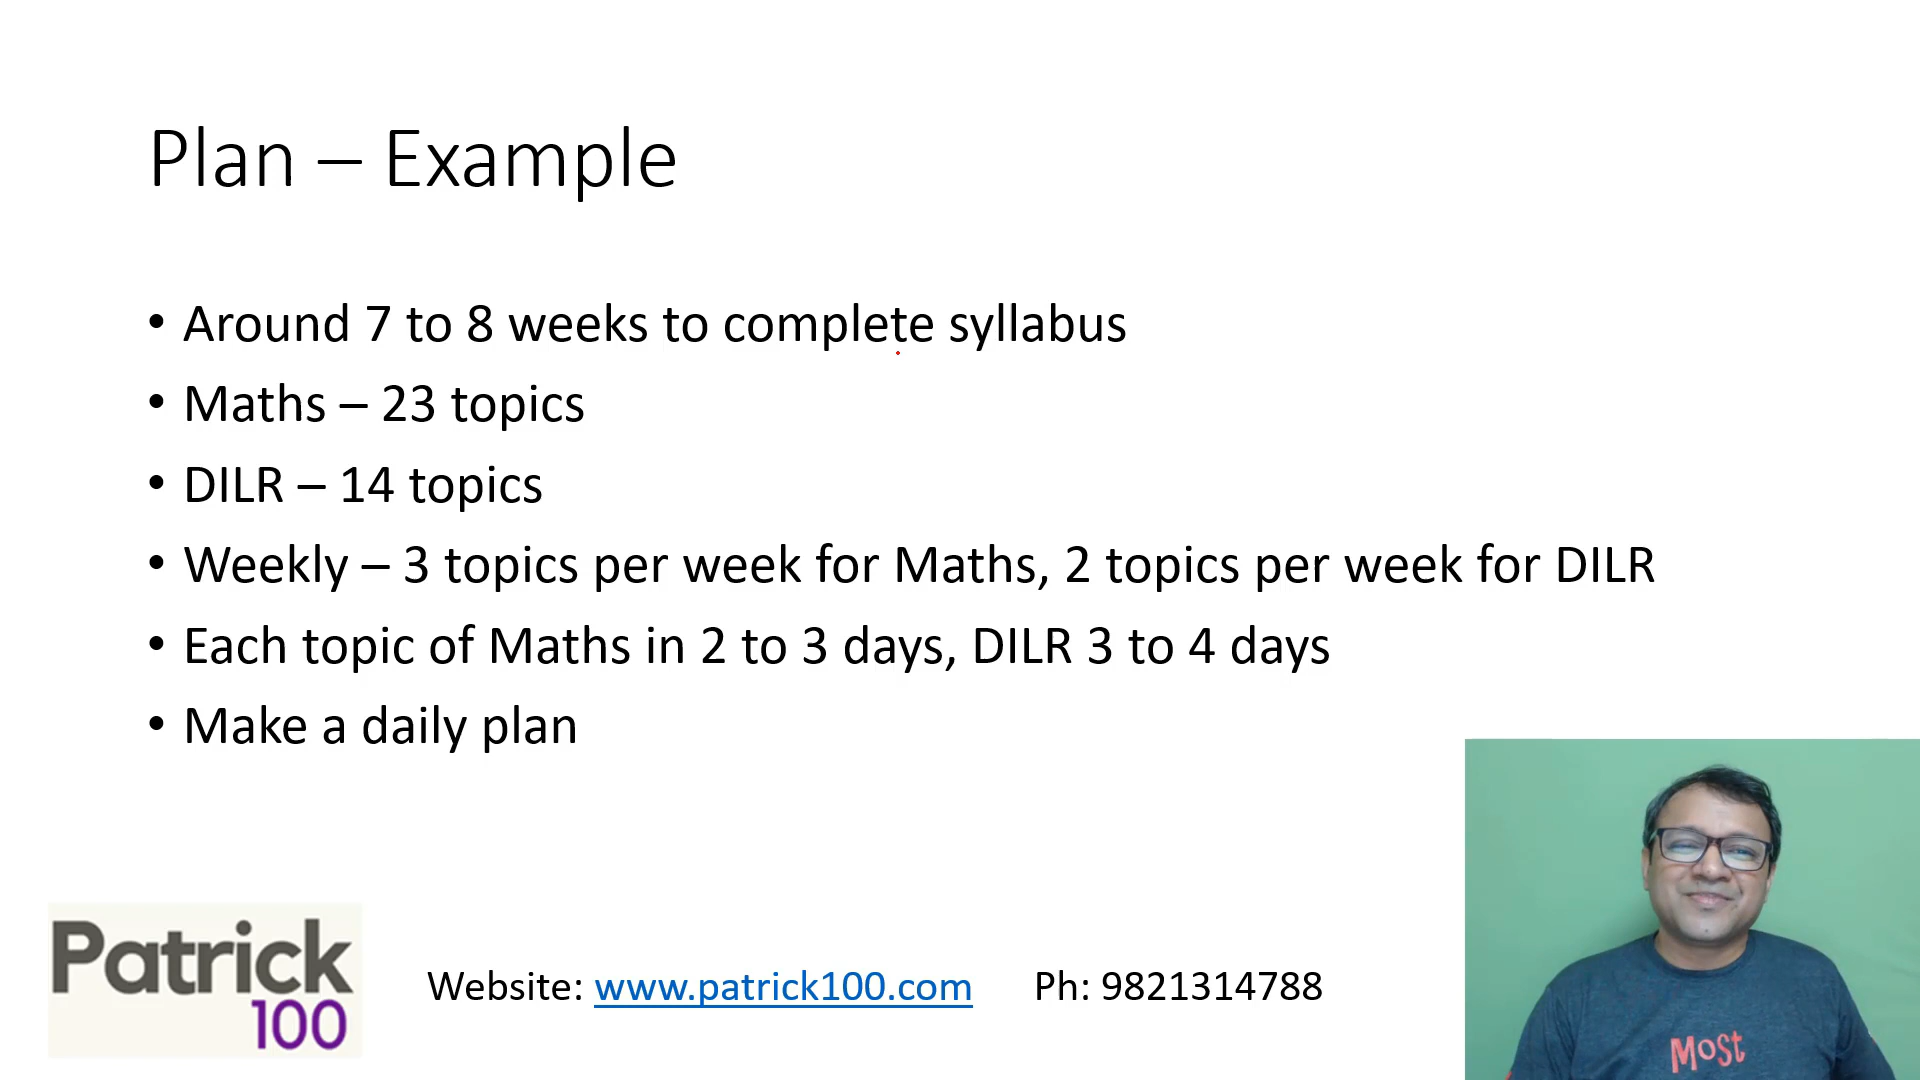 Plan – Example
• Around 7 to 8 weeks to complete syllabus
• Maths – 23 topics
• DILR – 14 topics
• Weekly – 3 topics per week for Maths, 2 topics per week for DILR
• Each topic of Maths in 2 to 3 days, DILR 3 to 4 days
• Make a daily plan
Patrick
100
Website: www.patrick100.com Ph: 9821314788
MOST